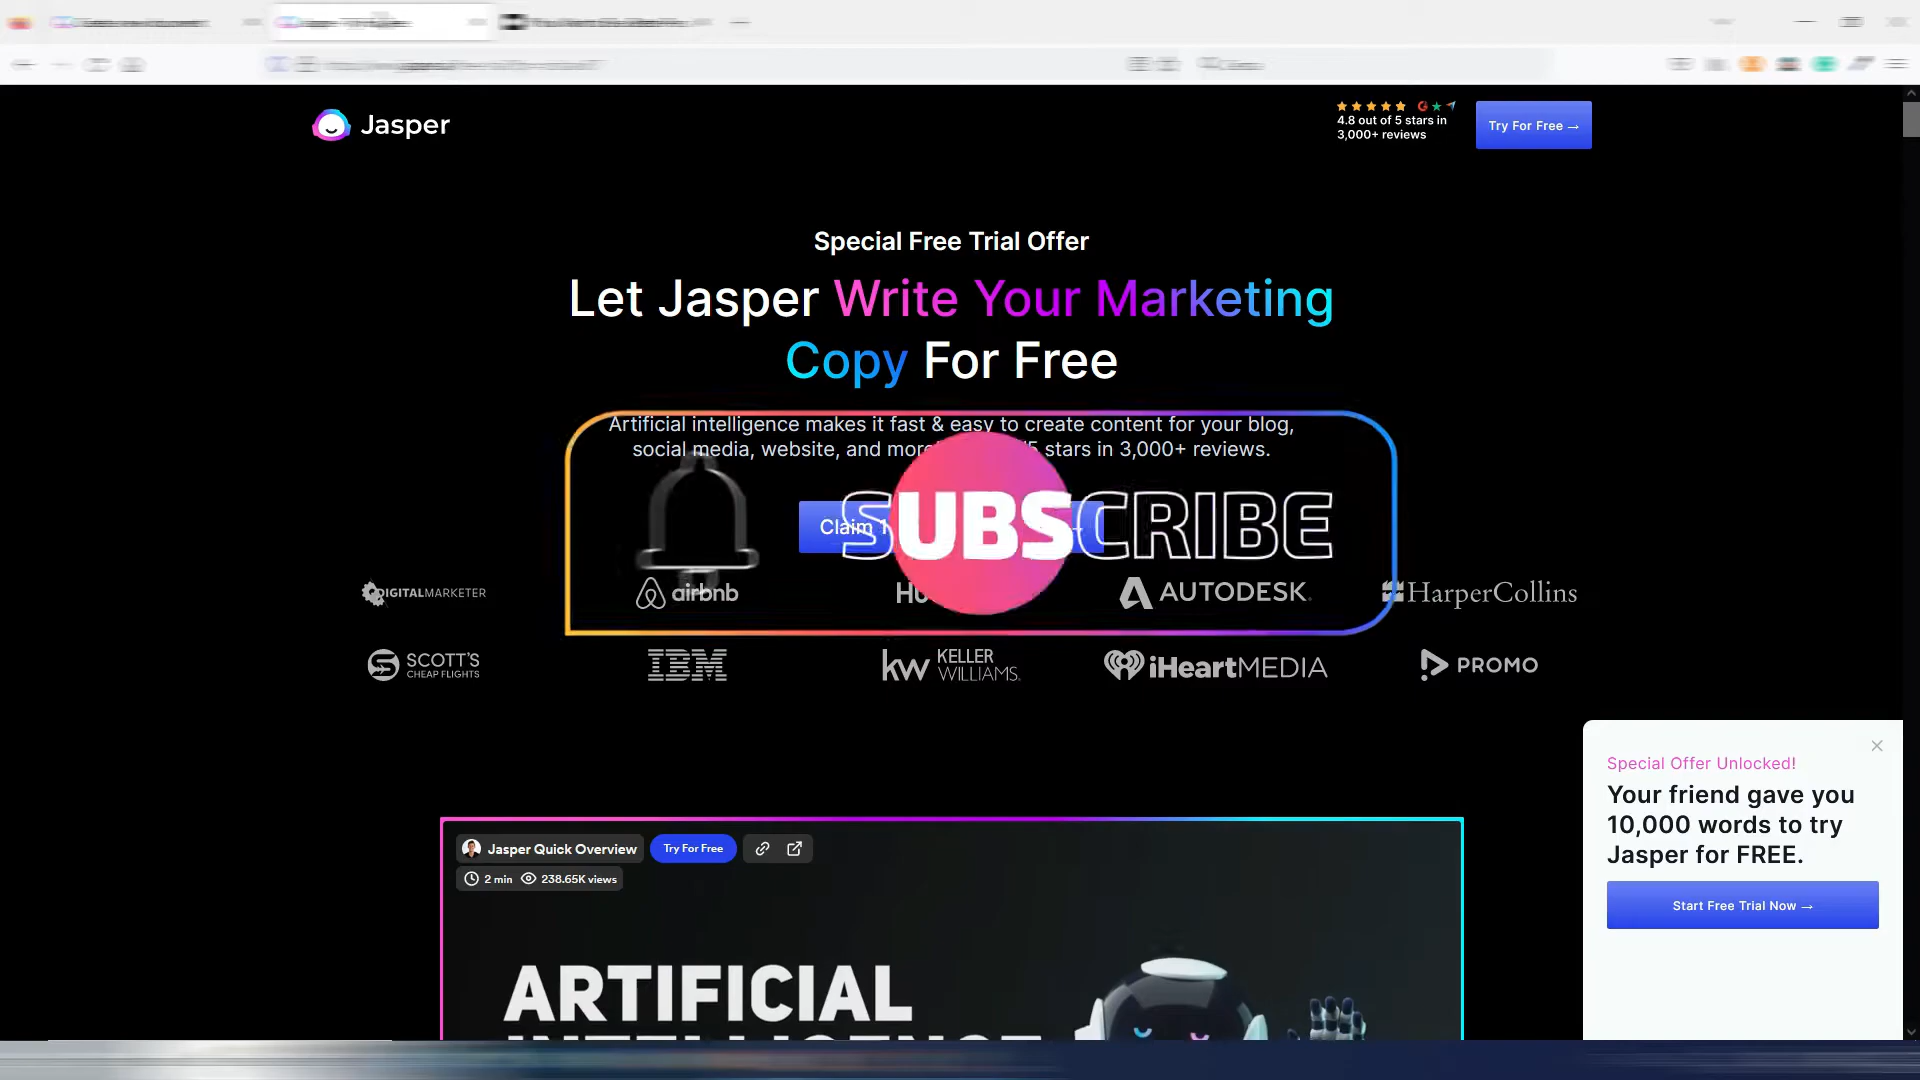 Jasper
4.8 out of 5 stars in
3,000+ reviews
Try For Free →
Special Free Trial Offer
Let Jasper Write Your Marketing
Copy For Free
Artificial intelligence makes it fast & easy to create content for your blog,
social media, website, and more stars in 3,000+ reviews.
Claim 1
SUBSCRIBE
DIGITALMARKETER
airbnb
AUTODESK.
HarperCollins
SCOTT'S
CHEAP FLIGHTS
IBM
kw KELLER
WILLIAMS.
iHeartMEDIA
PROMO
Special Offer Unlocked!
Your friend gave you
10,000 words to try
Jasper for FREE.
Start Free Trial Now →
Jasper Quick Overview
Try For Free
2 min
238.65K views
ARTIFICIAL
INTELLIGENCE